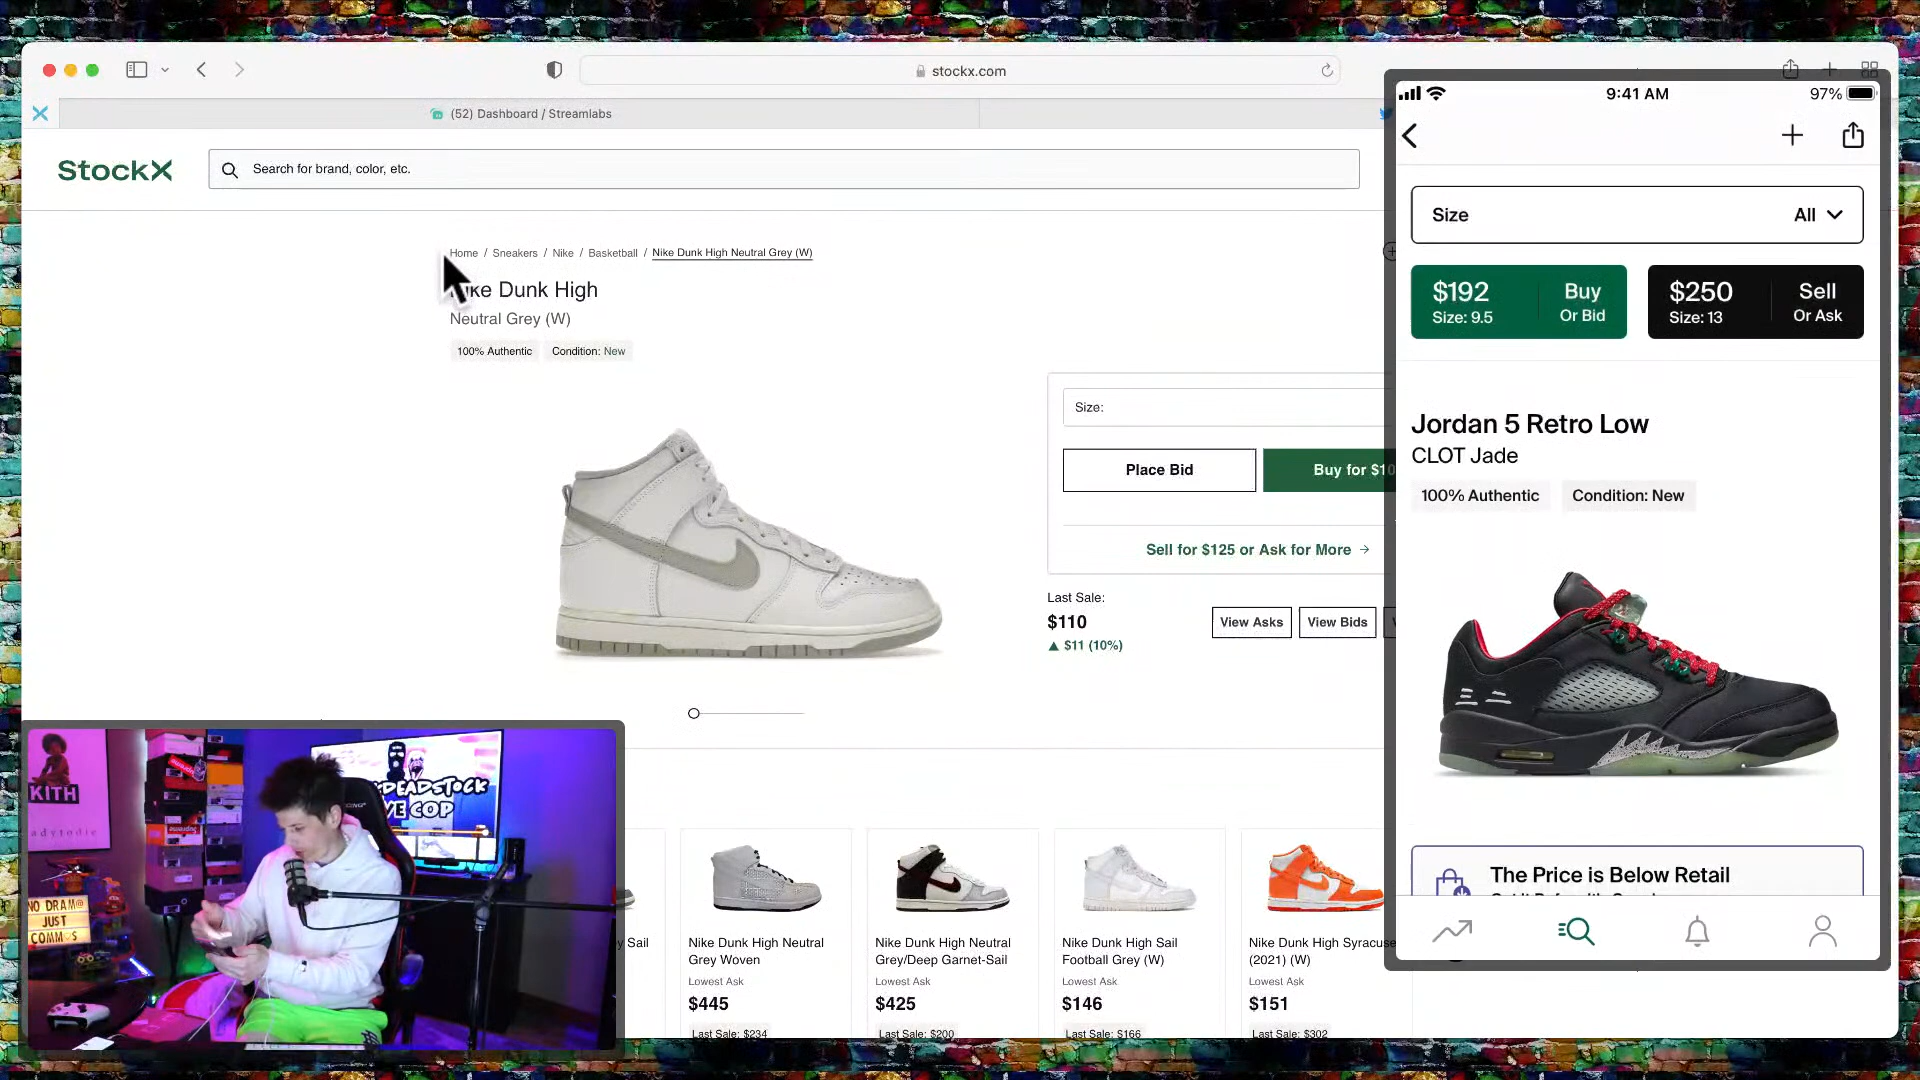 stockx.com
(52) Dashboard / Streamlabs
StockX
Search for brand, color, etc.
Home / Sneakers / Nike / Basketball / Nike Dunk High Neutral Grey (W)
Nike Dunk High
Neutral Grey (W)
100% Authentic
Condition: New
Size:
Place Bid
Buy for $10
Sell for $125 or Ask for More →
Last Sale:
$110
▲ $11 (10%)
View Asks
View Bids
y Sail
Nike Dunk High Neutral
Grey Woven
Lowest Ask
$445
Last Sale: $234
Nike Dunk High Neutral
Grey/Deep Garnet-Sail
Lowest Ask
$425
Last Sale: $200
Nike Dunk High Sail
Football Grey (W)
Lowest Ask
$146
Last Sale: $166
Nike Dunk High Syracuse
(2021) (W)
Lowest Ask
$151
Last Sale: $302
9:41 AM
97%
Size
All
$192
Size: 9.5
Buy
Or Bid
$250
Size: 13
Sell
Or Ask
Jordan 5 Retro Low
CLOT Jade
100% Authentic
Condition: New
The Price is Below Retail
KITH
DEADSTOCK
VE COP
NO DRAM@
JUST